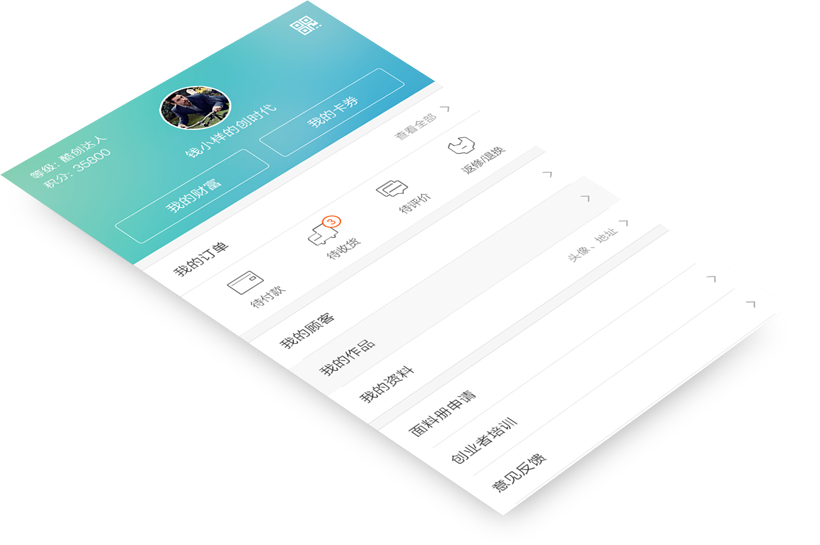 等级: 酷创达人
积分: 35800
钱小样的创时代
我的财富
我的卡券
我的订单
查看全部
待付款
3
待收货
待评价
返修/退换
我的顾客
我的作品
我的资料
头像、地址
面料册申请
创业者培训
意见反馈